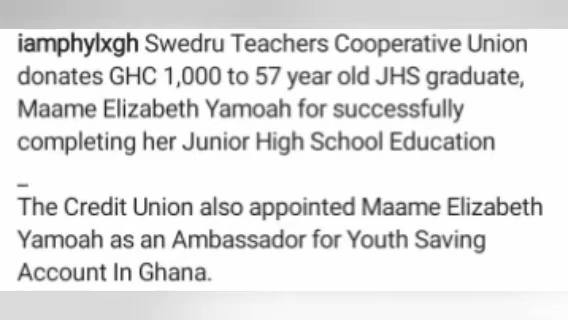 iamphylxgh Swedru Teachers Cooperative Union
donates GHC 1,000 to 57 year old JHS graduate,
Maame Elizabeth Yamoah for successfully
completing her Junior High School Education
_
The Credit Union also appointed Maame Elizabeth
Yamoah as an Ambassador for Youth Saving
Account In Ghana.